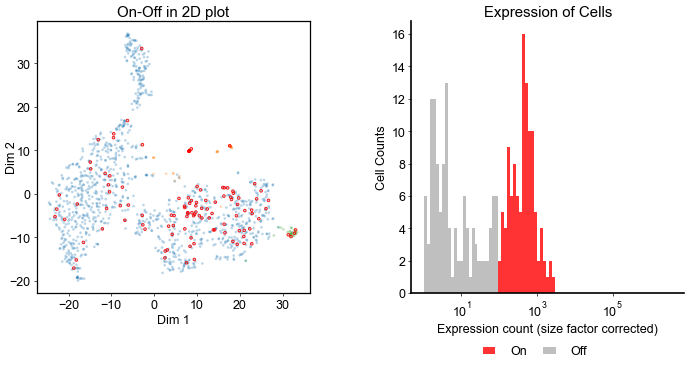 On-Off in 2D plot
Dim 2
30
20
10
0
−10
−20
−20 −10 0 10 20 30
Dim 1
Expression of Cells
Cell Counts
16
14
12
10
8
6
4
2
0
10^1 10^3 10^5
Expression count (size factor corrected)
On Off